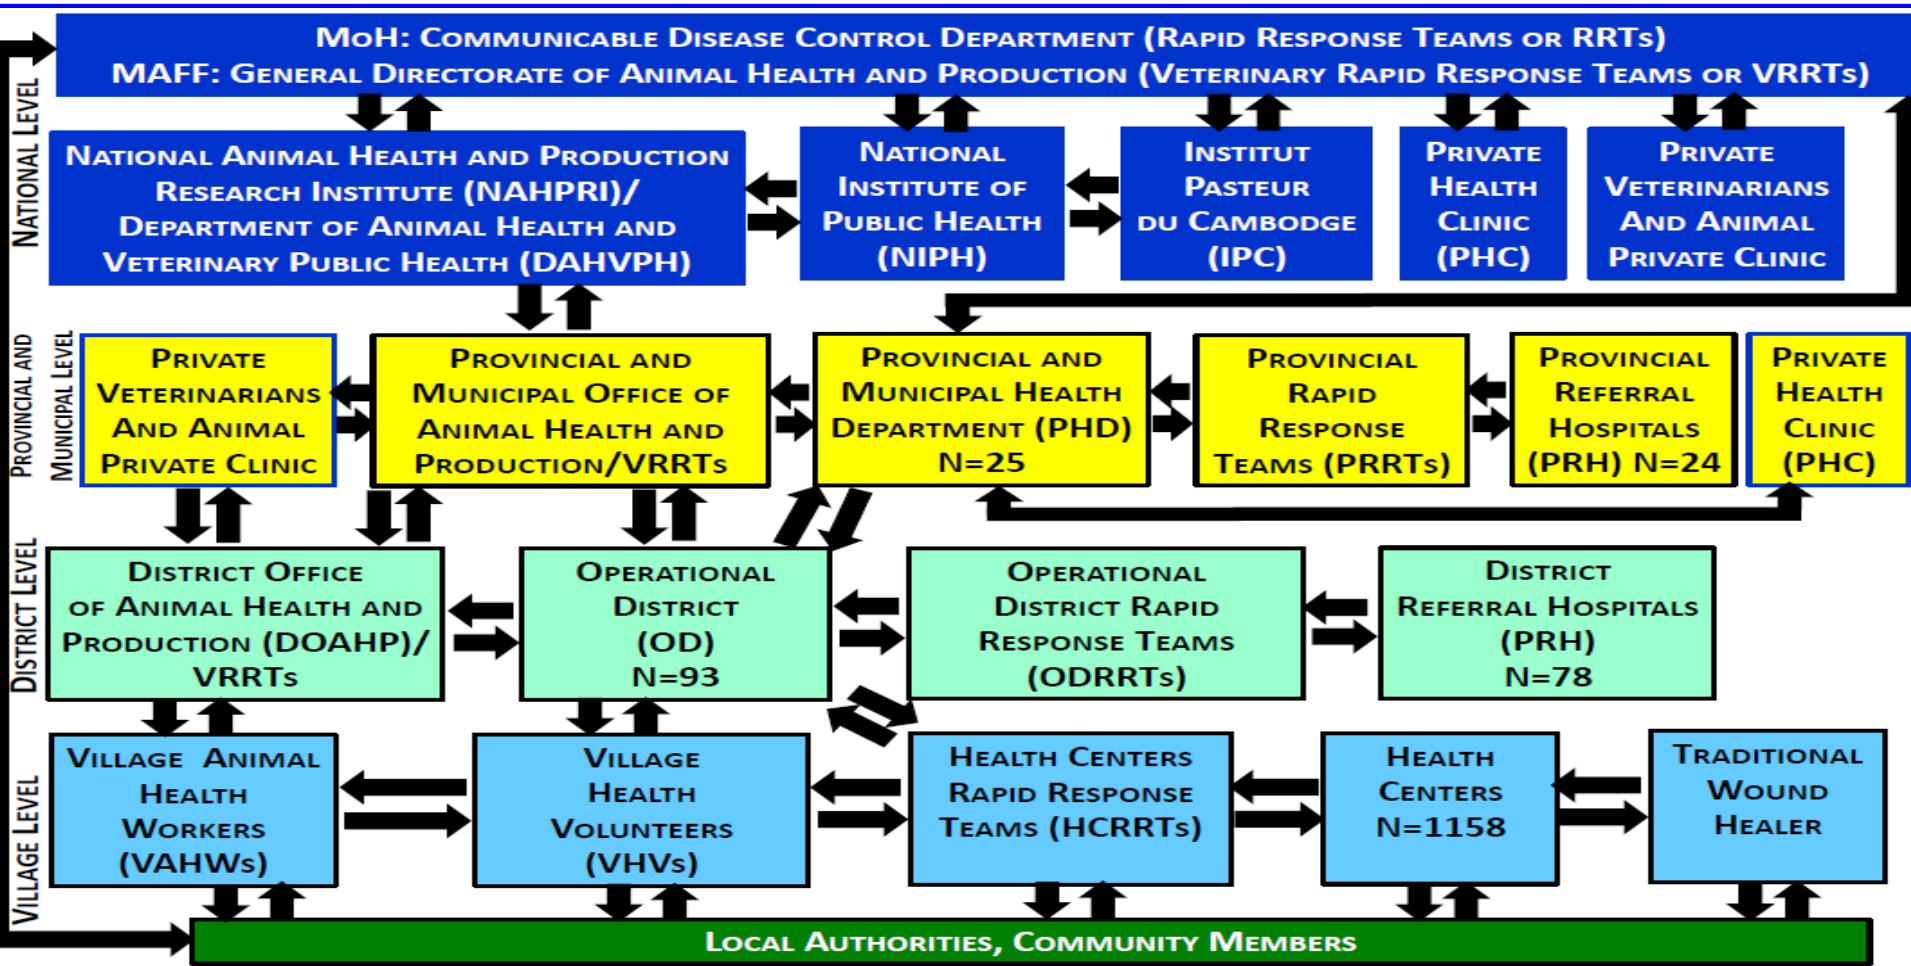 MoH: Communicable Disease Control Department (Rapid Response Teams or RRTs)
MAFF: General Directorate of Animal Health and Production (Veterinary Rapid Response Teams or VRRTs)
National Level
National Animal Health and Production
Research Institute (NAHPRI)/
Department of Animal Health and
Veterinary Public Health (DAHVPH)
National
Institute of
Public Health
(NIPH)
Institut
Pasteur
du Cambodge
(IPC)
Private
Health
Clinic
(PHC)
Private
Veterinarians
And Animal
Private Clinic
Provincial and
Municipal Level
Private
Veterinarians
And Animal
Private Clinic
Provincial and
Municipal Office of
Animal Health and
Production/VRRTs
Provincial and
Municipal Health
Department (PHD)
N=25
Provincial
Rapid
Response
Teams (PRRTs)
Provincial
Referral
Hospitals
(PRH) N=24
Private
Health
Clinic
(PHC)
District Level
District Office
of Animal Health and
Production (DOAHP)/
VRRTs
Operational
District
(OD)
N=93
Operational
District Rapid
Response Teams
(ODRRTs)
District
Referral Hospitals
(PRH)
N=78
Village Level
Village Animal
Health
Workers
(VAHWs)
Village
Health
Volunteers
(VHVs)
Health Centers
Rapid Response
Teams (HCRRTs)
Health
Centers
N=1158
Traditional
Wound
Healer
Local Authorities, Community Members